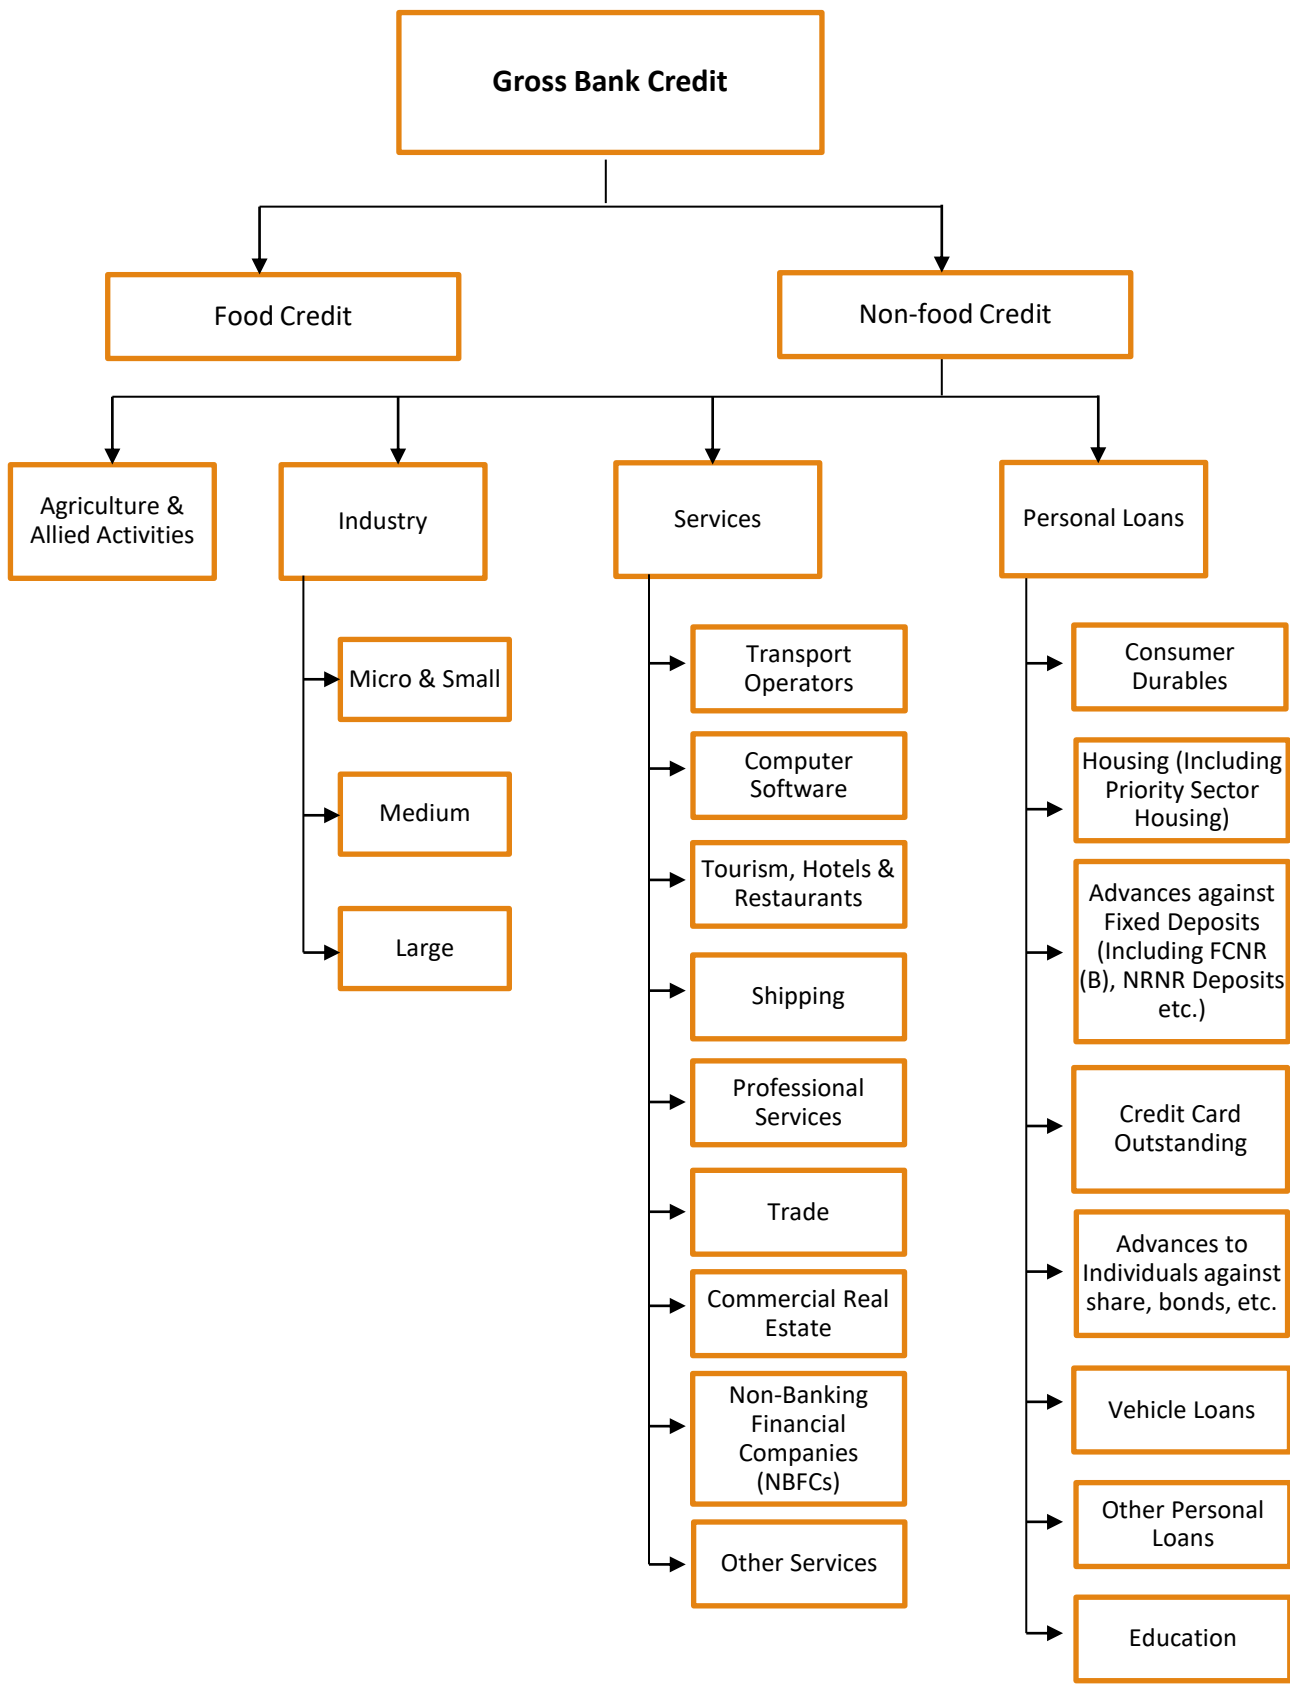 Gross Bank Credit
Food Credit
Non-food Credit
Agriculture &
Allied Activities
Industry
Services
Personal Loans
Micro & Small
Medium
Large
Transport
Operators
Computer
Software
Tourism, Hotels &
Restaurants
Shipping
Professional
Services
Trade
Commercial Real
Estate
Non-Banking
Financial
Companies
(NBFCs)
Other Services
Consumer
Durables
Housing (Including
Priority Sector
Housing)
Advances against
Fixed Deposits
(Including FCNR
(B), NRNR Deposits
etc.)
Credit Card
Outstanding
Advances to
Individuals against
share, bonds, etc.
Vehicle Loans
Other Personal
Loans
Education